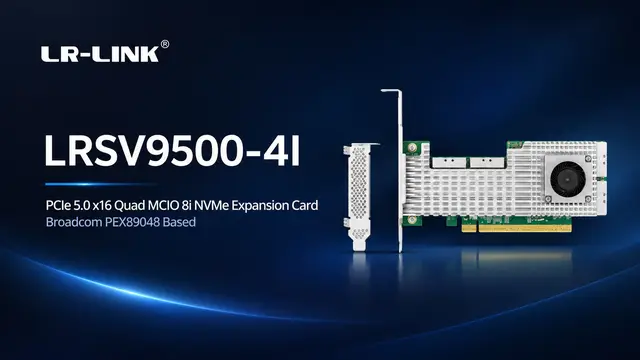 LR-LINK®
LRSV9500-4I
PCIe 5.0 x16 Quad MCIO 8i NVMe Expansion Card
Broadcom PEX89048 Based